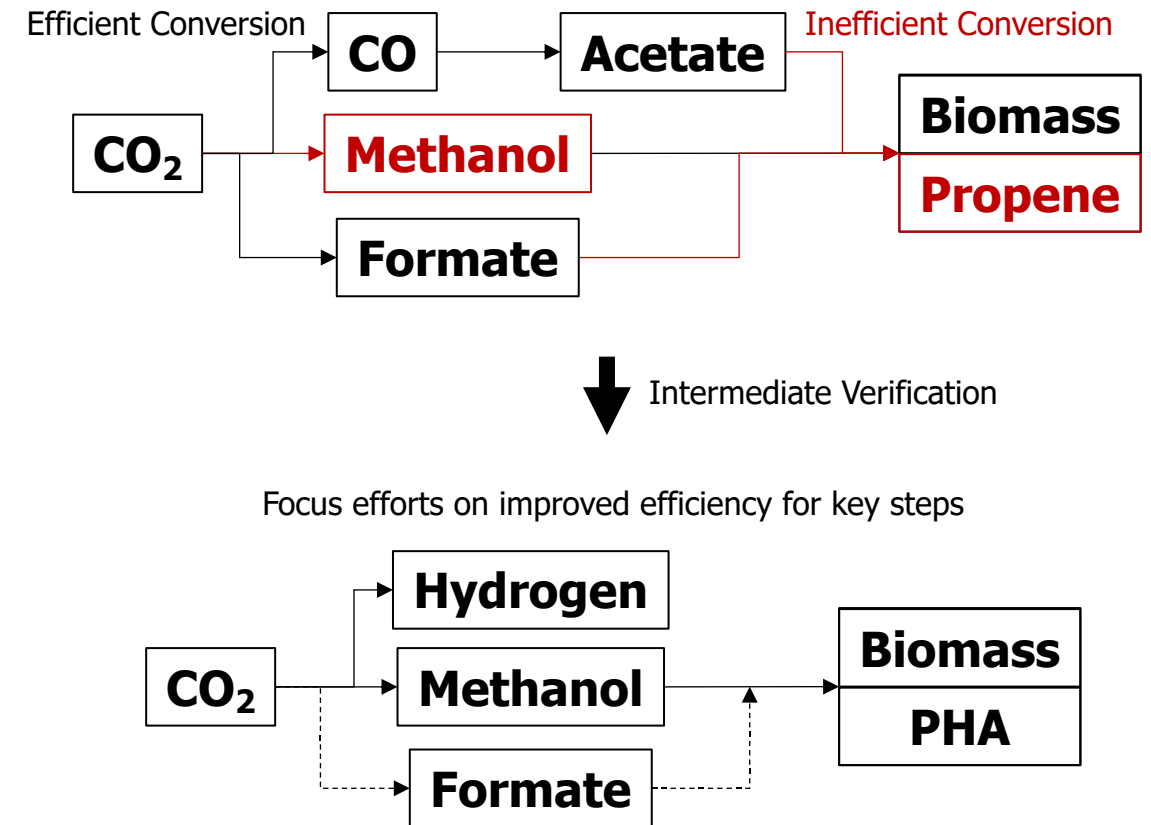 Efficient Conversion
Inefficient Conversion
CO
Acetate
CO₂
Methanol
Formate
Biomass
Propene
Intermediate Verification
Focus efforts on improved efficiency for key steps
Hydrogen
CO₂
Methanol
Formate
Biomass
PHA